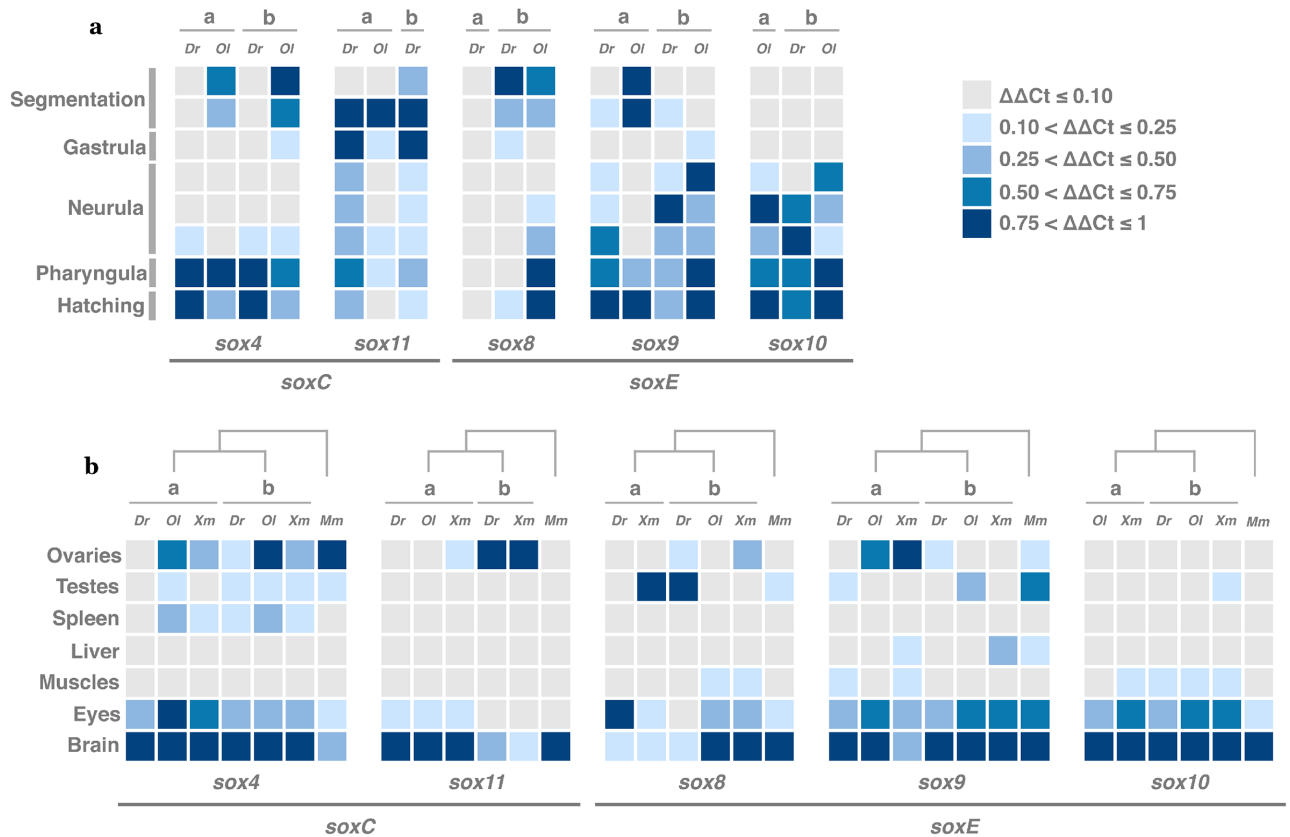 a
a b a b a b a b a b
Dr Ol Dr Ol Dr Ol Dr Dr Dr Ol Dr Ol Dr Ol Ol Dr Ol
Segmentation
Gastrula
Neurula
Pharyngula
Hatching
ΔΔCt ≤ 0.10
0.10 < ΔΔCt ≤ 0.25
0.25 < ΔΔCt ≤ 0.50
0.50 < ΔΔCt ≤ 0.75
0.75 < ΔΔCt ≤ 1
sox4 sox11 sox8 sox9 sox10
soxC soxE
b
a b a b a b a b a b
Dr Ol Xm Dr Ol Xm Mm Dr Ol Xm Dr Xm Mm Dr Xm Dr Ol Xm Mm Dr Ol Xm Dr Ol Xm Mm Ol Xm Dr Ol Xm Mm
Ovaries
Testes
Spleen
Liver
Muscles
Eyes
Brain
sox4 sox11 sox8 sox9 sox10
soxC soxE